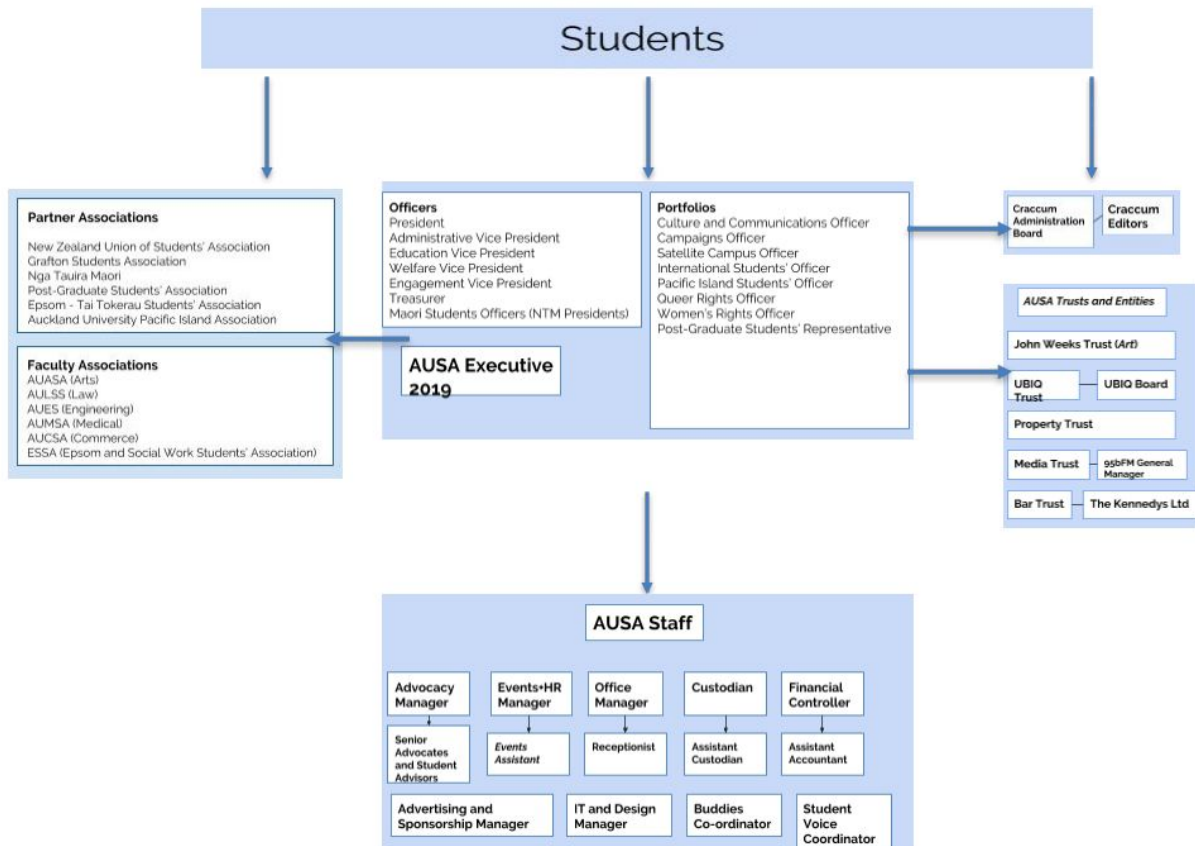 Students
Partner Associations
New Zealand Union of Students' Association
Grafton Students Association
Nga Tauira Maori
Post-Graduate Students' Association
Epsom - Tai Tokerau Students' Association
Auckland University Pacific Island Association
Faculty Associations
AUASA (Arts)
AULSS (Law)
AUES (Engineering)
AUMSA (Medical)
AUCSA (Commerce)
ESSA (Epsom and Social Work Students' Association)
Officers
President
Administrative Vice President
Education Vice President
Welfare Vice President
Engagement Vice President
Treasurer
Maori Students Officers (NTM Presidents)
AUSA Executive
2019
Portfolios
Culture and Communications Officer
Campaigns Officer
Satellite Campus Officer
International Students' Officer
Pacific Island Students' Officer
Queer Rights Officer
Women's Rights Officer
Post-Graduate Students' Representative
Craccum
Administration
Board
Craccum
Editors
AUSA Trusts and Entities
John Weeks Trust (Art)
UBIQ
Trust
UBIQ Board
Property Trust
Media Trust
95bFM General
Manager
Bar Trust
The Kennedys Ltd
AUSA Staff
Advocacy
Manager
Events+HR
Manager
Office
Manager
Custodian
Financial
Controller
Senior
Advocates
and Student
Advisors
Events
Assistant
Receptionist
Assistant
Custodian
Assistant
Accountant
Advertising and
Sponsorship Manager
IT and Design
Manager
Buddies
Co-ordinator
Student
Voice
Coordinator